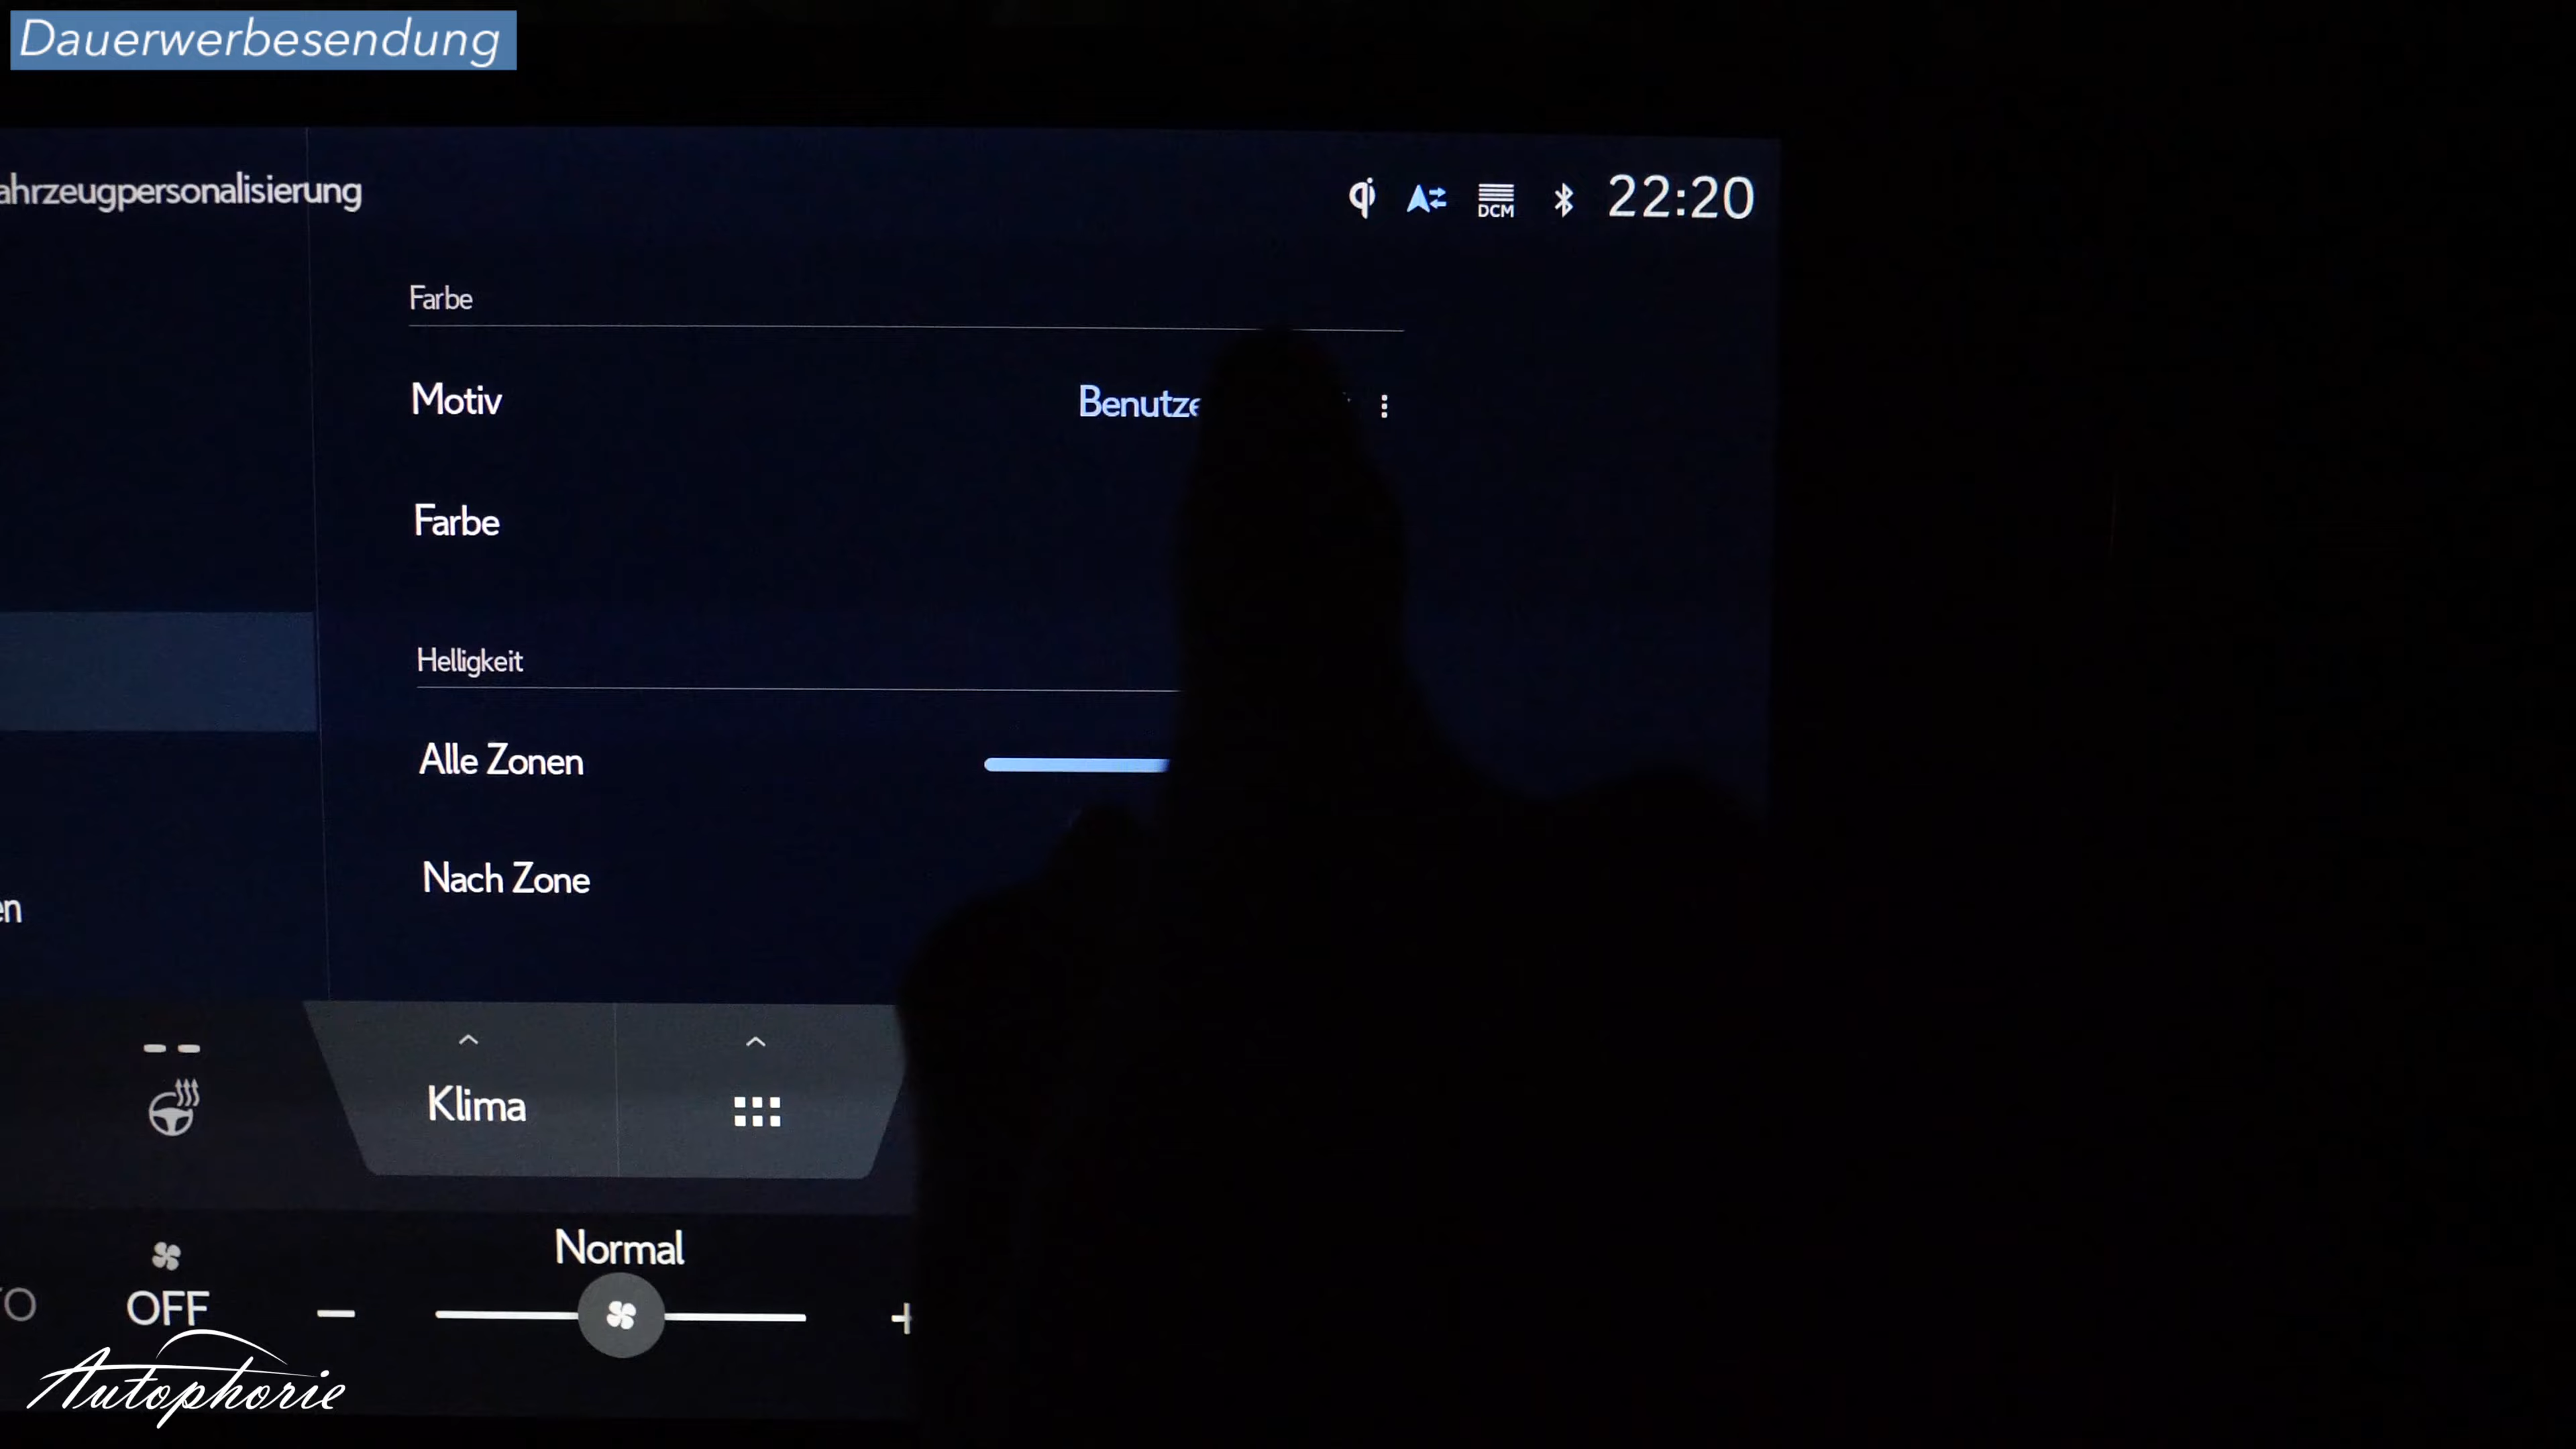 Dauerwerbesendung
ahrzeugpersonalisierung
DCM
22:20
Farbe
Motiv
Benutze
Farbe
Helligkeit
Alle Zonen
Nach Zone
en
Klima
Normal
TO
OFF
Autophorie